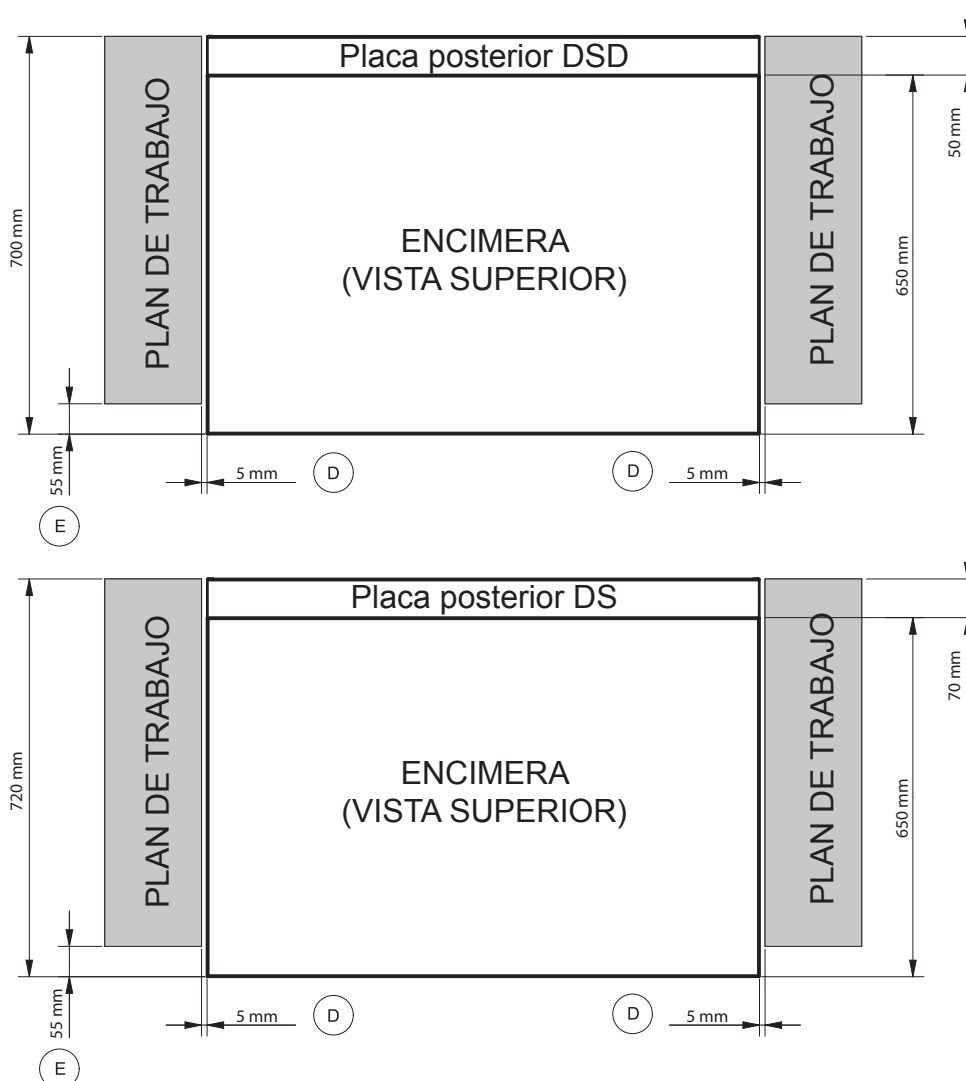 Placa posterior DSD
PLAN DE TRABAJO
ENCIMERA
(VISTA SUPERIOR)
PLAN DE TRABAJO
700 mm
650 mm
50 mm
55 mm
E
5 mm
D
D
5 mm
Placa posterior DS
PLAN DE TRABAJO
ENCIMERA
(VISTA SUPERIOR)
PLAN DE TRABAJO
720 mm
650 mm
70 mm
55 mm
E
5 mm
D
D
5 mm